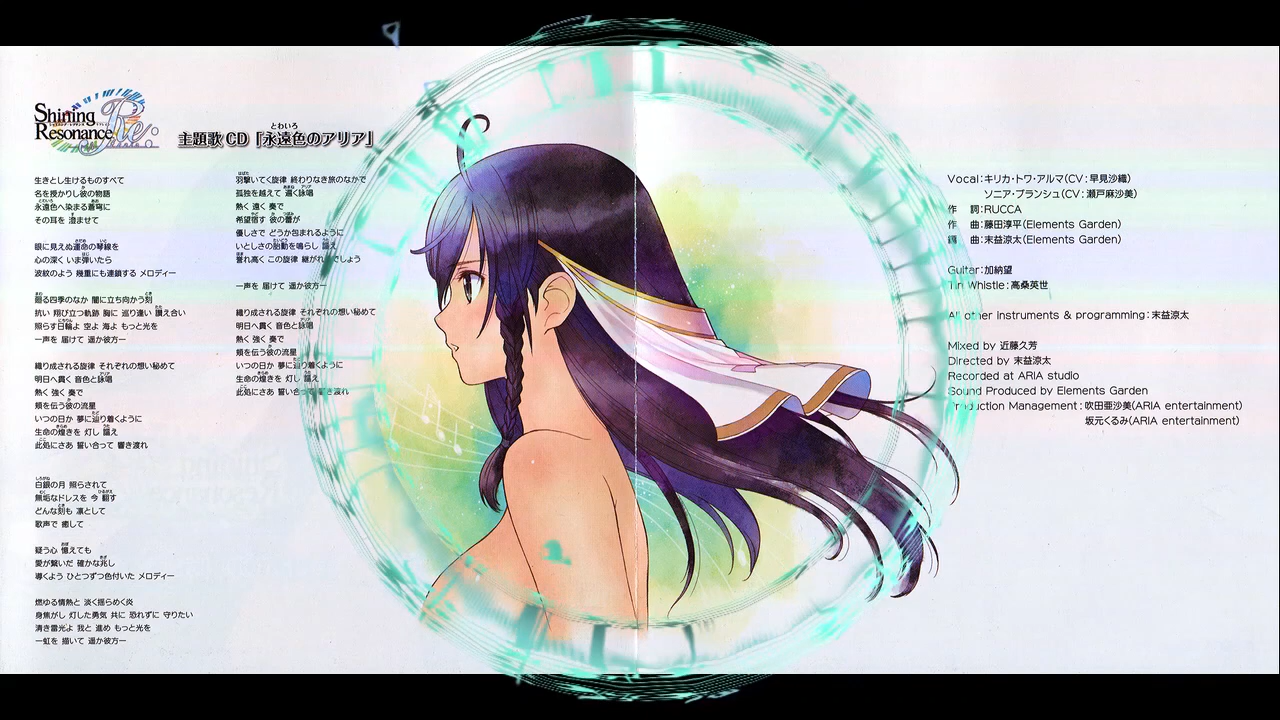 Shining Resonance Re:frain
とわいろ
主題歌CD「永遠色のアリア」
生きとし生けるものすべて
名を授かりし彼の物語
永遠色へ染まる蒼穹に
その耳を 澄ませて
眼に見えぬ運命の琴線を
心の深く いま弾いたら
波紋のよう 幾重にも連鎖する メロディー
廻る四季のなか 闇に立ち向かう刻
抗い 翔び立つ軌跡 胸に 巡り逢い 讃え合い
照らす日輪よ 空よ 海よ もっと光を
一声を 届けて 遥か彼方―
織り成される旋律 それぞれの想い秘めて
明日へ貫く 音色と詠唱
熱く 強く 奏で
頬を伝う彼の流星
いつの日か 夢に辿り着くように
生命の煌きを 灯し 謳え
此処にさあ 誓い合って 響き渡れ
白銀の月 照らされて
無垢なドレスを 今 翻す
どんな刻も 凛として
歌声で 癒して
疑う心 憶えても
愛が繋いだ 確かな兆し
導くよう ひとつずつ色付いた メロディー
燃ゆる情熱と 淡く揺らめく炎
身焦がし 灯した勇気 共に 恐れずに 守りたい
清き雷光よ 我と 進め もっと光を
一虹を 描いて 遥か彼方―
羽撃いてく旋律 終わりなき旅のなかで
孤独を越えて 遍く詠唱
熱く 遠く 奏で
希望宿す 彼の蕾が
優しさで どうか包まれるように
いとしさの胎動を鳴らし 謳え
誉れ高く この旋律 継がれ でしょう
一声を 届けて 遥か彼方―
織り成される旋律 それぞれの想い秘めて
明日へ貫く 音色と詠唱
熱く 強く 奏で
頬を伝う彼の流星
いつの日か 夢に辿り着くように
生命の煌きを 灯し 謳え
此処にさあ 誓い合って 響き渡れ
Vocal:キリカ・トワ・アルマ(CV:早見沙織)
ソニア・ブランシュ(CV:瀬戸麻沙美)
作 詞:RUCCA
作 曲:藤田淳平(Elements Garden)
編 曲:末益涼太(Elements Garden)
Guitar:加納望
Tin Whistle:高桑英世
All other instruments & programming:末益涼太
Mixed by 近藤久芳
Directed by 末益涼太
Recorded at ARIA studio
Sound Produced by Elements Garden
Production Management:吹田亜沙美(ARIA entertainment)
坂元くるみ(ARIA entertainment)